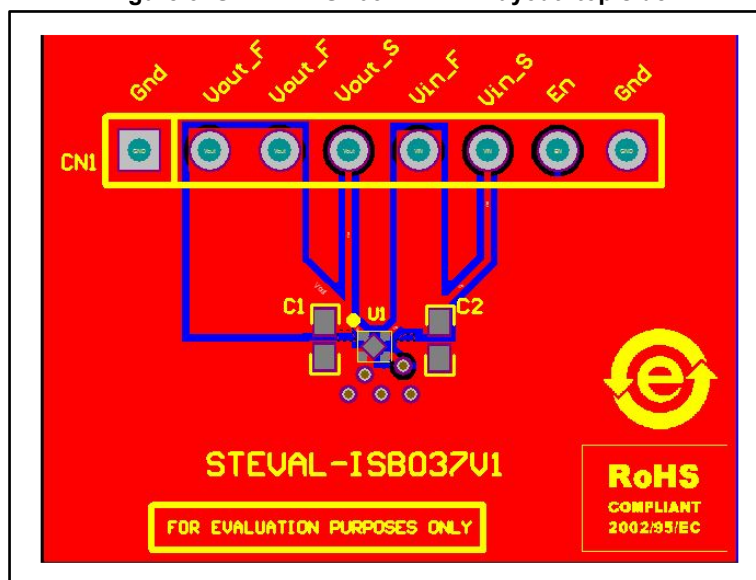 Gnd Vout_F Vout_F Vout_S Vin_F Vin_S En Gnd
CN1
C1 U1 C2
STEVAL-ISB037V1
RoHS
COMPLIANT
2002/95/EC
FOR EVALUATION PURPOSES ONLY